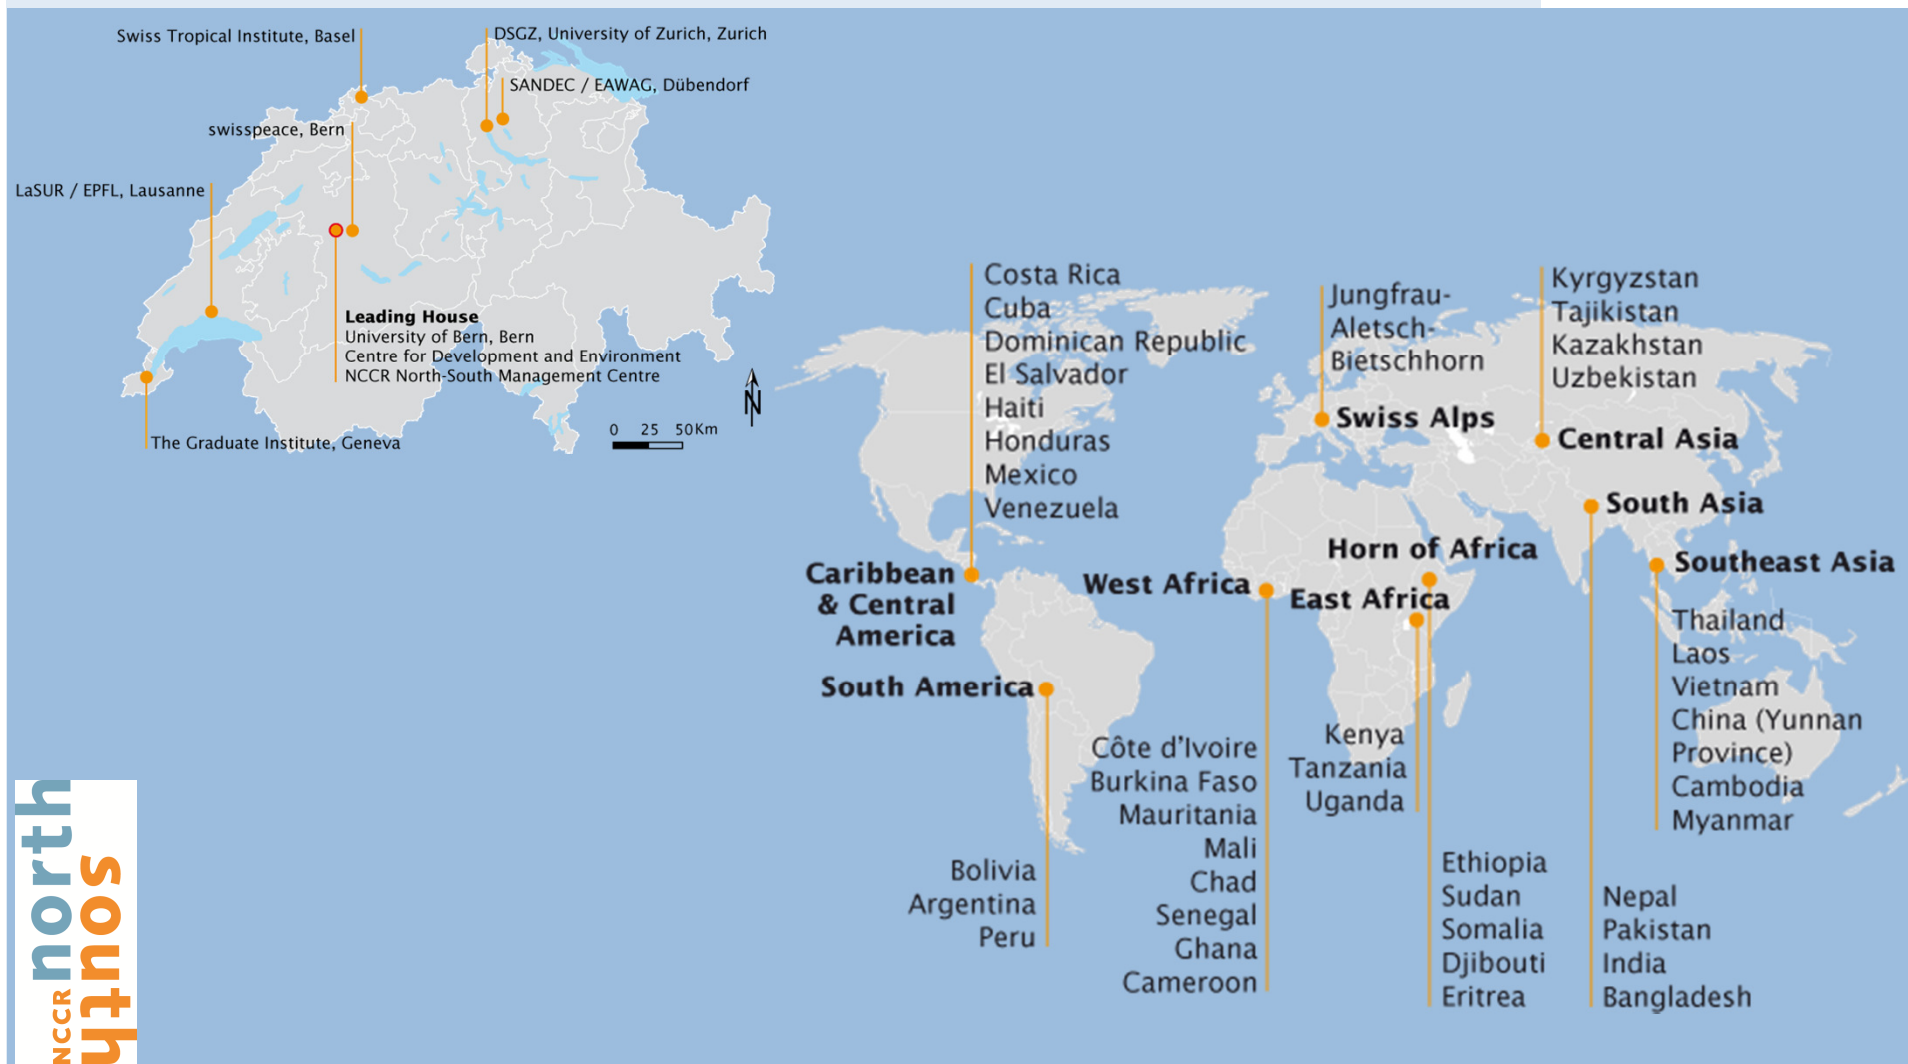 Swiss Tropical Institute, Basel
DSGZ, University of Zurich, Zurich
SANDEC / EAWAG, Dübendorf
swisspeace, Bern
LaSUR / EPFL, Lausanne
Leading House
University of Bern, Bern
Centre for Development and Environment
NCCR North-South Management Centre
The Graduate Institute, Geneva
N
0 25 50Km
Costa Rica
Cuba
Dominican Republic
El Salvador
Haiti
Honduras
Mexico
Venezuela
Caribbean
& Central
America
Jungfrau-
Aletsch-
Bietschhorn
Swiss Alps
Kyrgyzstan
Tajikistan
Kazakhstan
Uzbekistan
Central Asia
South Asia
Nepal
Pakistan
India
Bangladesh
Southeast Asia
Thailand
Laos
Vietnam
China (Yunnan
Province)
Cambodia
Myanmar
Horn of Africa
Ethiopia
Sudan
Somalia
Djibouti
Eritrea
East Africa
Kenya
Tanzania
Uganda
West Africa
Côte d’Ivoire
Burkina Faso
Mauritania
Mali
Chad
Senegal
Ghana
Cameroon
South America
Bolivia
Argentina
Peru
NCCR north
south